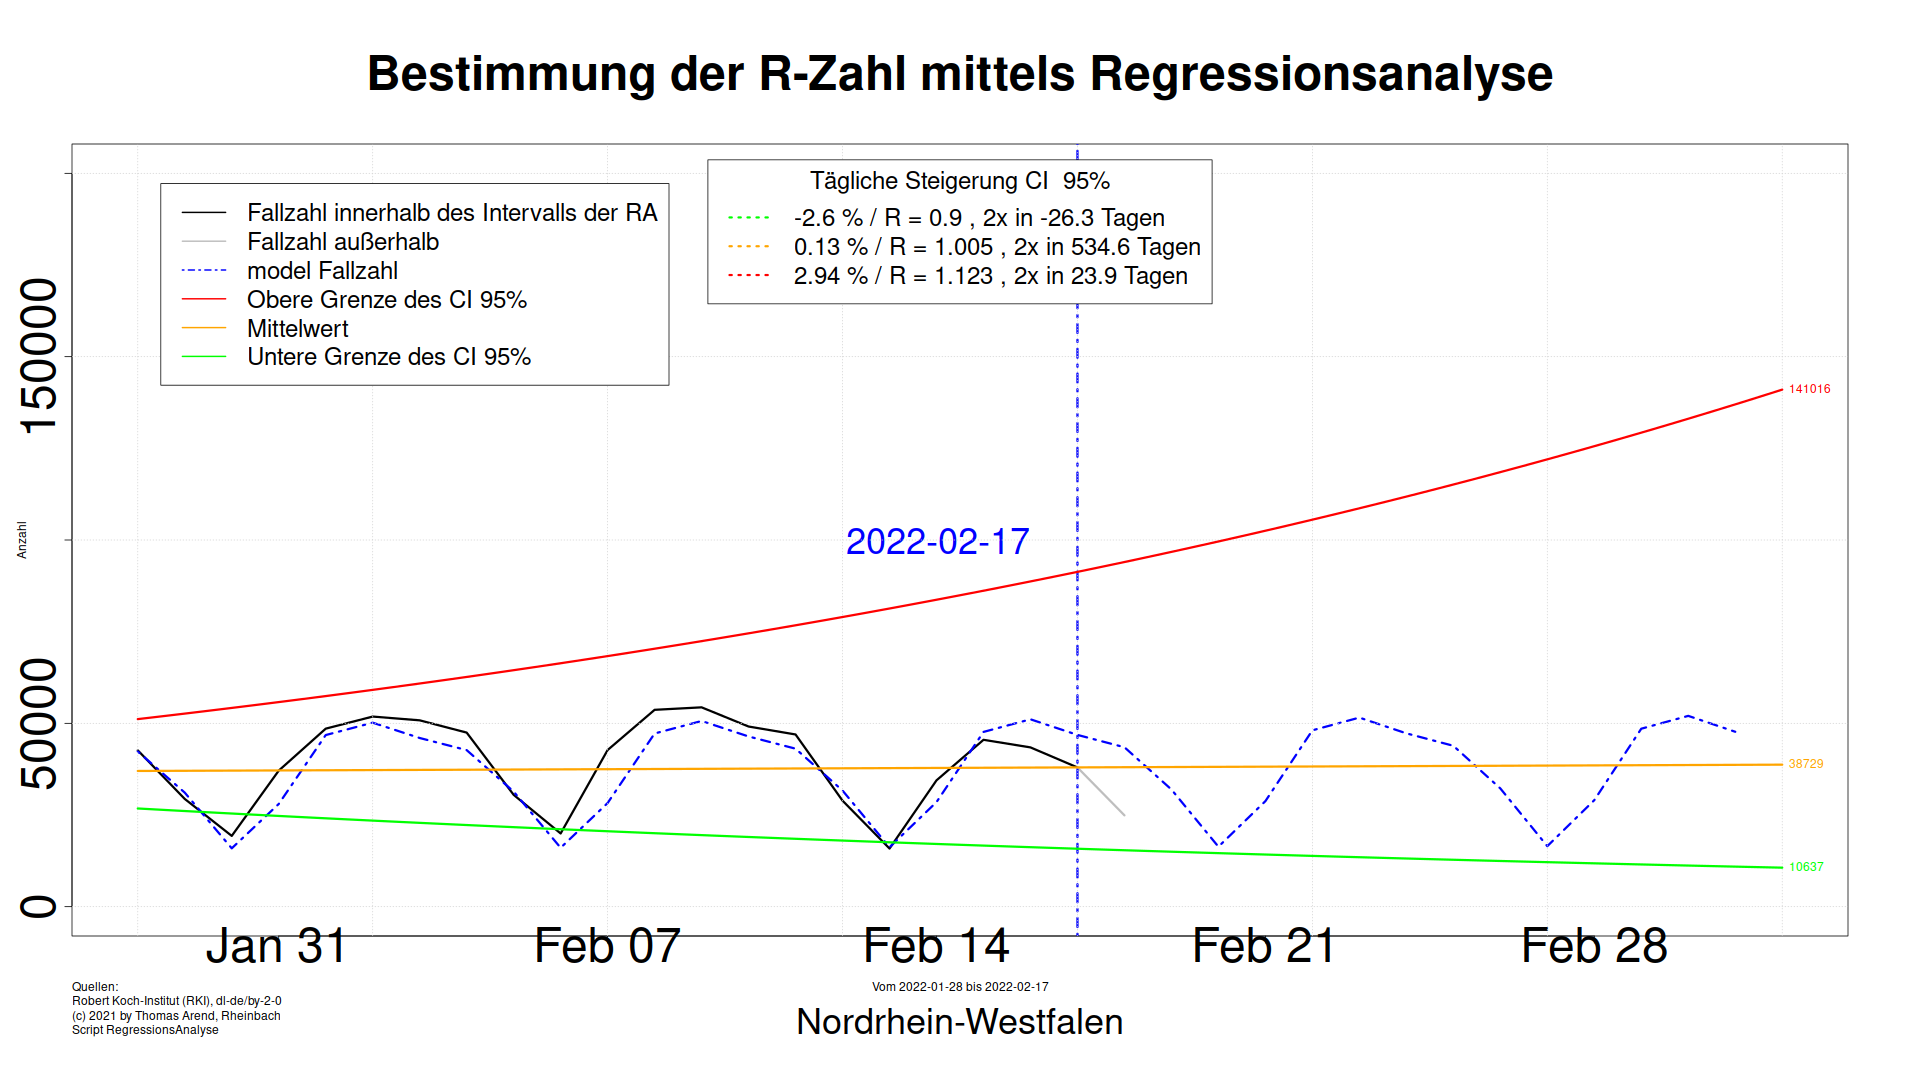 Bestimmung der R-Zahl mittels Regressionsanalyse
Tägliche Steigerung CI  95%
-2.6 % / R = 0.9 , 2x in -26.3 Tagen
0.13 % / R = 1.005 , 2x in 534.6 Tagen
2.94 % / R = 1.123 , 2x in 23.9 Tagen
Fallzahl innerhalb des Intervalls der RA
Fallzahl außerhalb
model Fallzahl
Obere Grenze des CI 95%
Mittelwert
Untere Grenze des CI 95%
150000
50000
0
Anzahl
2022-02-17
141016
38729
10637
Jan 31
Feb 07
Feb 14
Feb 21
Feb 28
Quellen:
Robert Koch-Institut (RKI), dl-de/by-2-0
(c) 2021 by Thomas Arend, Rheinbach
Script RegressionsAnalyse
Vom 2022-01-28 bis 2022-02-17
Nordrhein-Westfalen